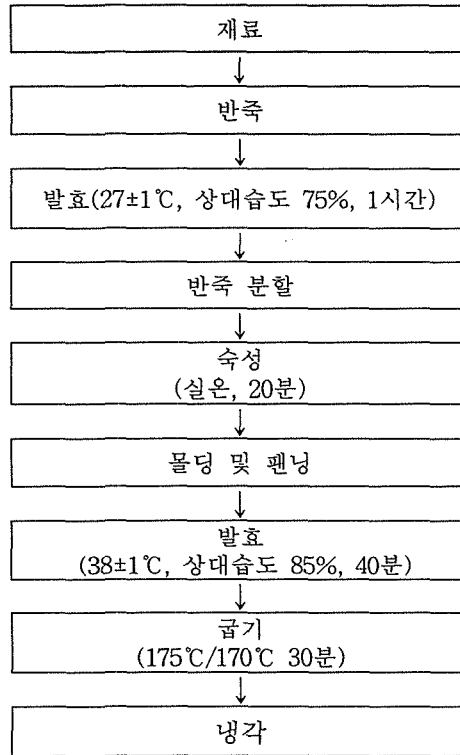 재료
반죽
발효(27±1℃, 상대습도 75%, 1시간)
반죽 분할
숙성
(실온, 20분)
몰딩 및 팬닝
발효
(38±1℃, 상대습도 85%, 40분)
굽기
(175℃/170℃ 30분)
냉각